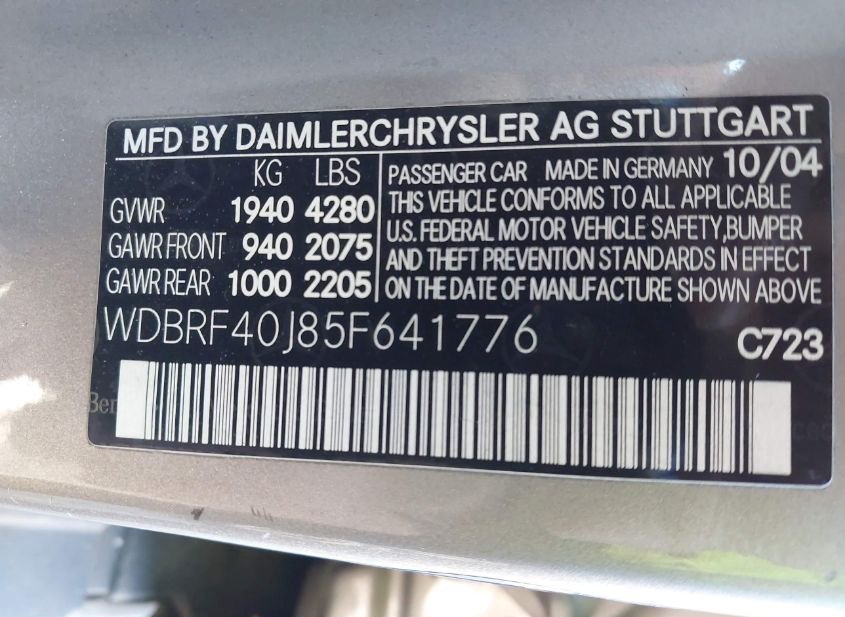 MFD BY DAIMLERCHRYSLER AG STUTTGART
KG LBS
GVWR 1940 4280
GAWR FRONT 940 2075
GAWR REAR 1000 2205
PASSENGER CAR MADE IN GERMANY 10/04
THIS VEHICLE CONFORMS TO ALL APPLICABLE
U.S. FEDERAL MOTOR VEHICLE SAFETY,BUMPER
AND THEFT PREVENTION STANDARDS IN EFFECT
ON THE DATE OF MANUFACTURE SHOWN ABOVE
WDBRF40J85F641776
C723